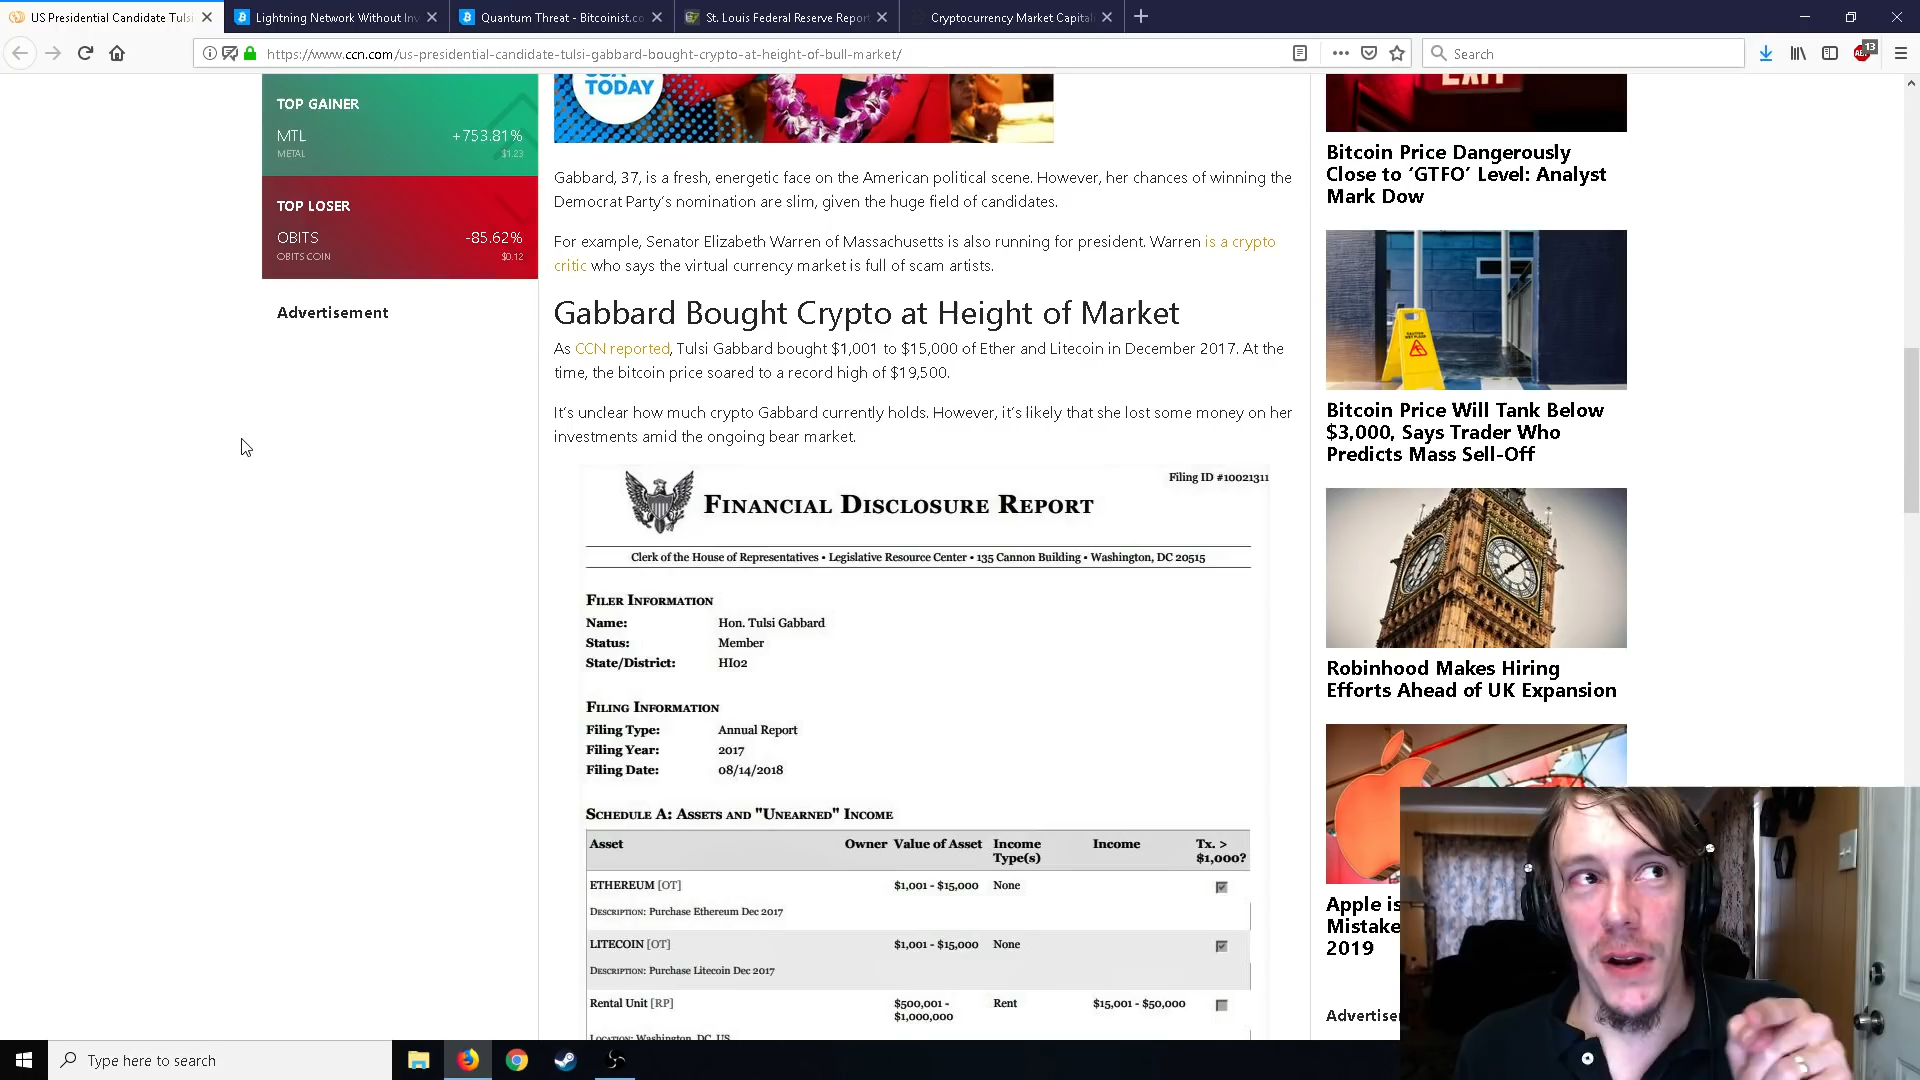 US Presidential Candidate Tulsi
Lightning Network Without Inv
Quantum Threat - Bitcoinist.co
St. Louis Federal Reserve Repor
Cryptocurrency Market Capitali
https://www.ccn.com/us-presidential-candidate-tulsi-gabbard-bought-crypto-at-height-of-bull-market/
Search
13
TOP GAINER
MTL +753.81%
METAL $1.23
TOP LOSER
OBITS -85.62%
OBITS COIN $0.12
Advertisement
USA
TODAY
Gabbard, 37, is a fresh, energetic face on the American political scene. However, her chances of winning the
Democrat Party's nomination are slim, given the huge field of candidates.
For example, Senator Elizabeth Warren of Massachusetts is also running for president. Warren is a crypto
critic who says the virtual currency market is full of scam artists.
Gabbard Bought Crypto at Height of Market
As CCN reported, Tulsi Gabbard bought $1,001 to $15,000 of Ether and Litecoin in December 2017. At the
time, the bitcoin price soared to a record high of $19,500.
It's unclear how much crypto Gabbard currently holds. However, it's likely that she lost some money on her
investments amid the ongoing bear market.
Filing ID #10021311
Financial Disclosure Report
Clerk of the House of Representatives • Legislative Resource Center • 135 Cannon Building • Washington, DC 20515
Filer Information
Name: Hon. Tulsi Gabbard
Status: Member
State/District: HI02
Filing Information
Filing Type: Annual Report
Filing Year: 2017
Filing Date: 08/14/2018
Schedule A: Assets and "Unearned" Income
Asset Owner Value of Asset Income Type(s) Income Tx. > $1,000?
ETHEREUM [OT] $1,001 - $15,000 None
Description: Purchase Ethereum Dec 2017
LITECOIN [OT] $1,001 - $15,000 None
Description: Purchase Litecoin Dec 2017
Rental Unit [RP] $500,001 - $1,000,000 Rent $15,001 - $50,000
Location: Washington, DC, US
EXIT
Bitcoin Price Dangerously
Close to 'GTFO' Level: Analyst
Mark Dow
Bitcoin Price Will Tank Below
$3,000, Says Trader Who
Predicts Mass Sell-Off
Robinhood Makes Hiring
Efforts Ahead of UK Expansion
Apple is
Mistake
2019
Advertise
Type here to search